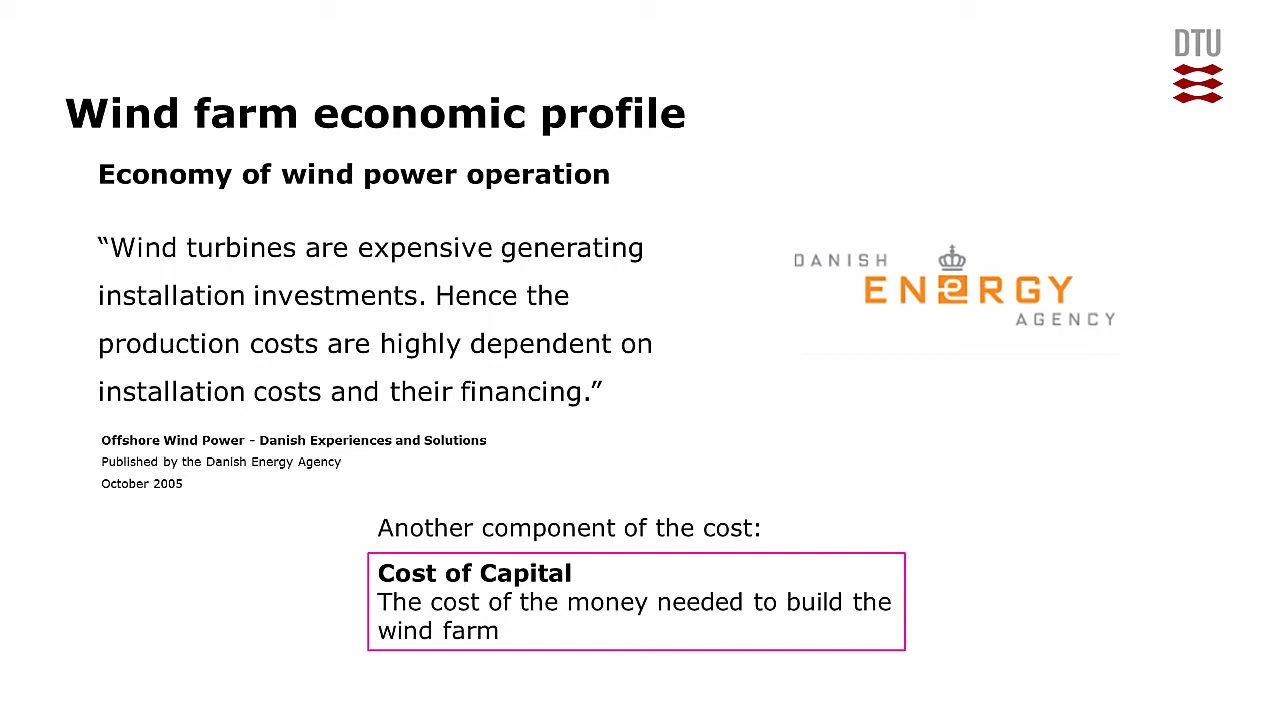 DTU
Wind farm economic profile
Economy of wind power operation
“Wind turbines are expensive generating
installation investments. Hence the
production costs are highly dependent on
installation costs and their financing.”
DANISH
ENERGY
AGENCY
Offshore Wind Power - Danish Experiences and Solutions
Published by the Danish Energy Agency
October 2005
Another component of the cost:
Cost of Capital
The cost of the money needed to build the
wind farm